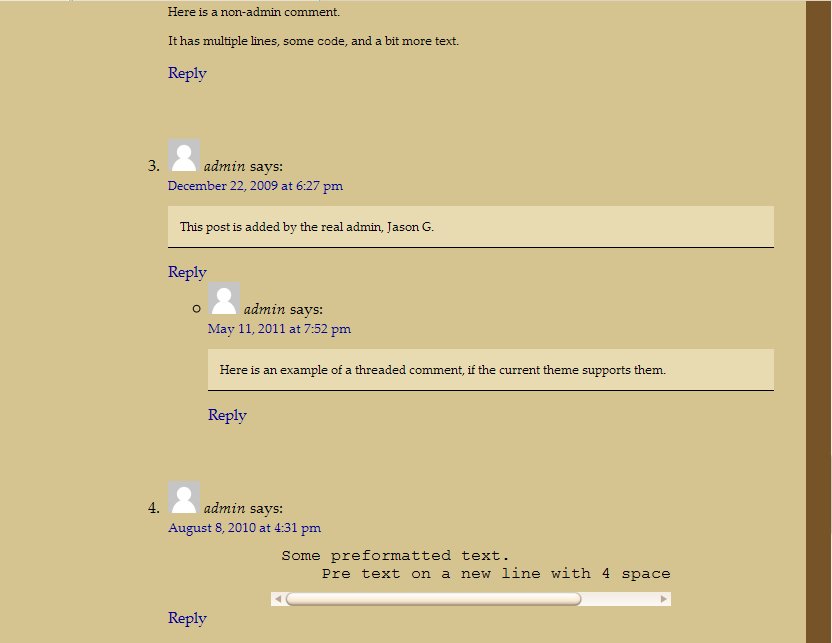 Here is a non-admin comment.
It has multiple lines, some code, and a bit more text.
Reply
3. admin says:
December 22, 2009 at 6:27 pm
This post is added by the real admin, Jason G.
Reply
admin says:
May 11, 2011 at 7:52 pm
Here is an example of a threaded comment, if the current theme supports them.
Reply
4. admin says:
August 8, 2010 at 4:31 pm
Some preformatted text.
Pre text on a new line with 4 space
Reply